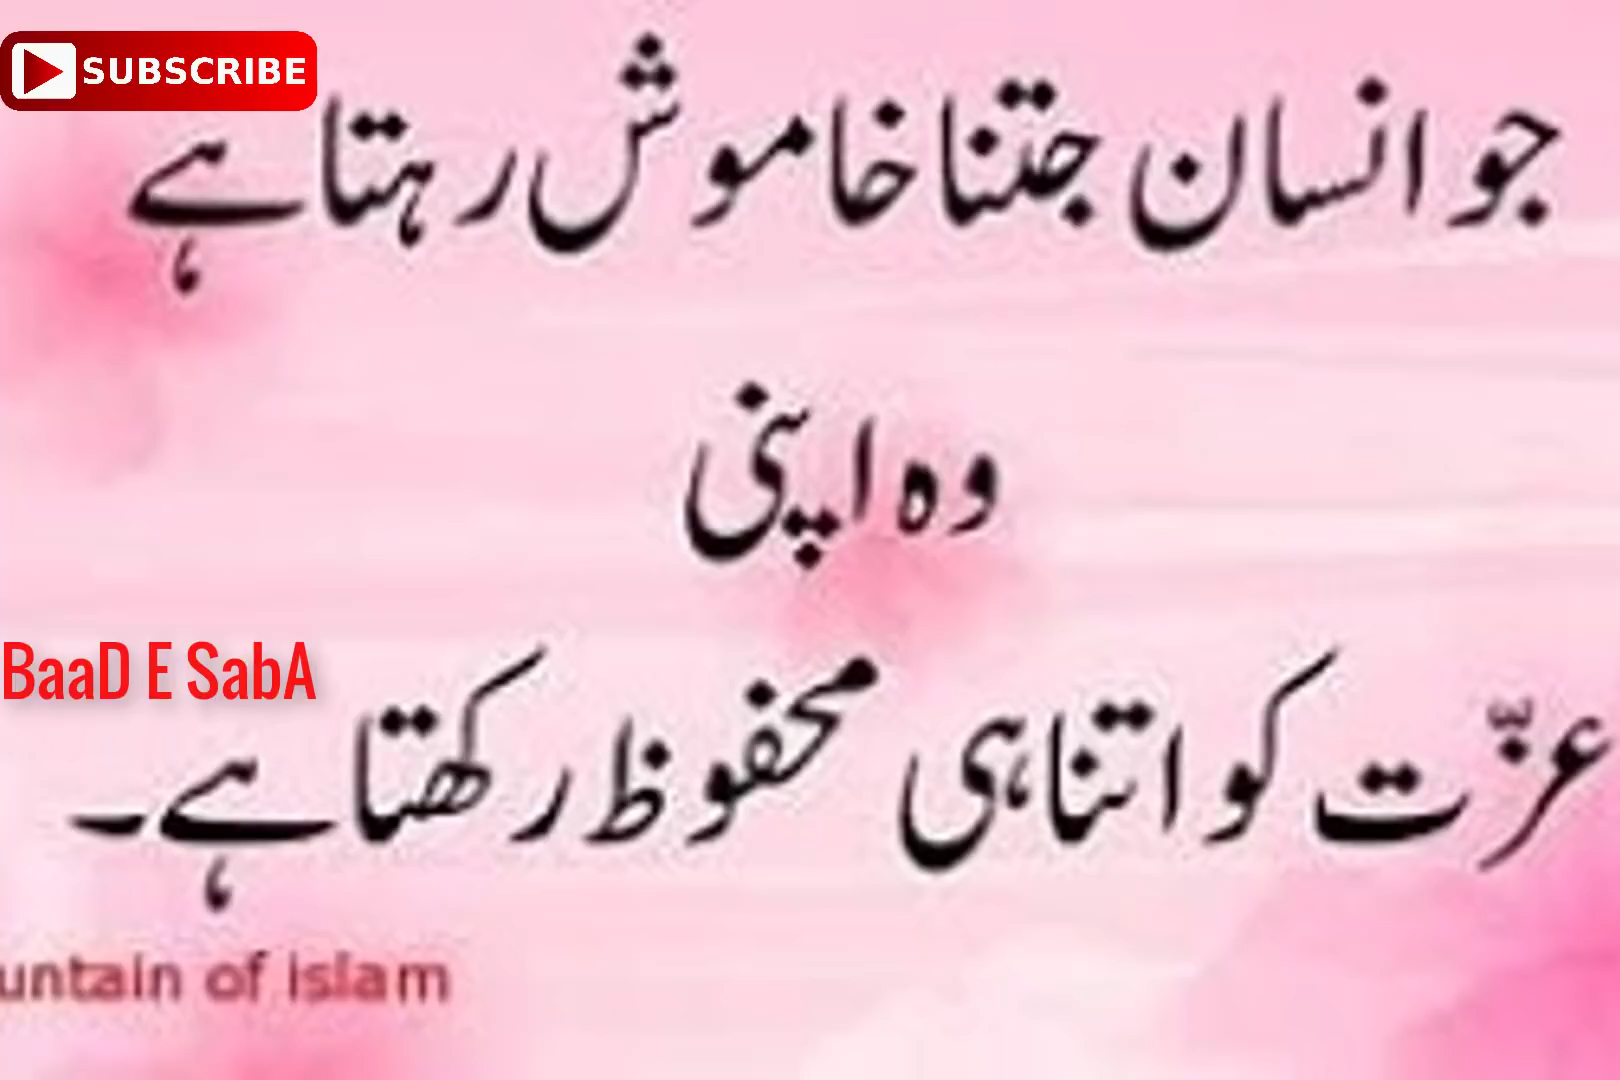 SUBSCRIBE
جو انسان جتنا خاموش رہتا ہے
وہ اپنی
BaaD E SabA
عزّت کو اتنا ہی محفوظ رکھتا ہے۔
untain of islam